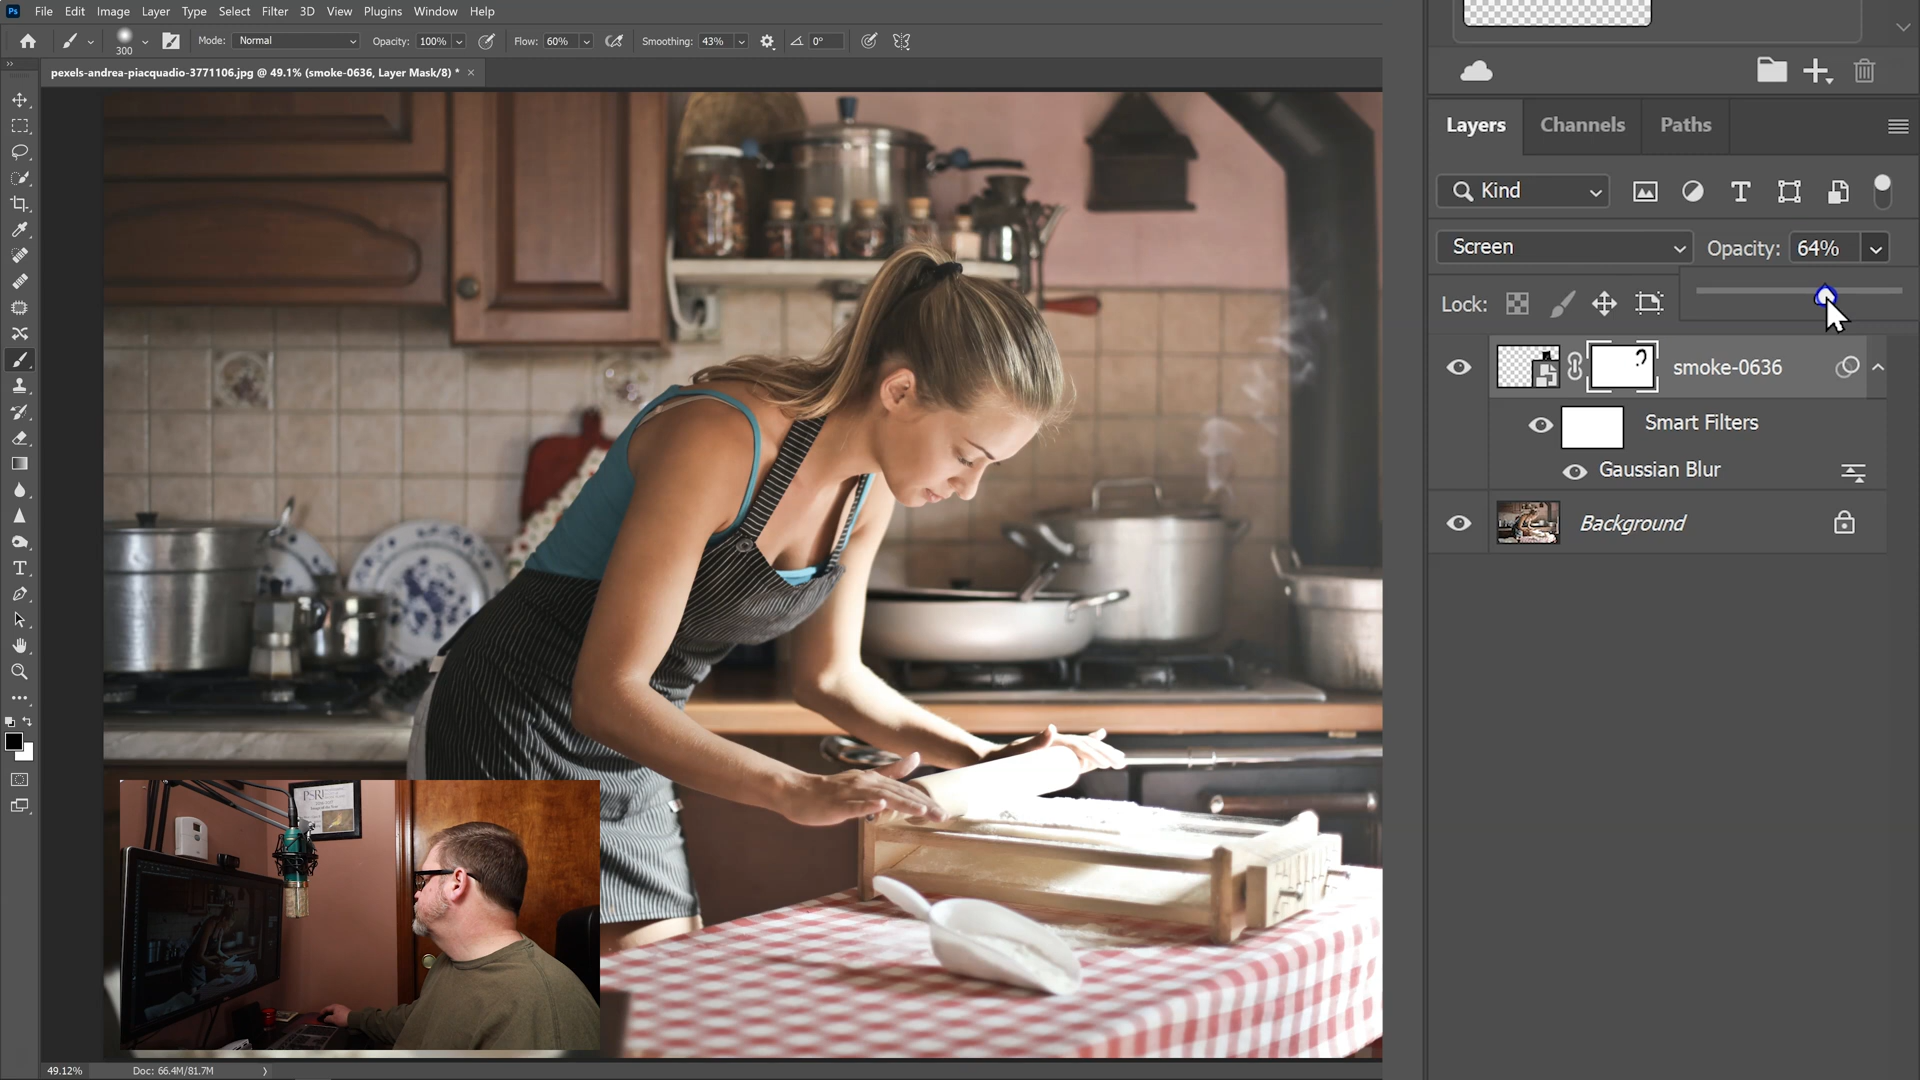 Ps File Edit Image Layer Type Select Filter 3D View Plugins Window Help
300 Mode: Normal Opacity: 100% Flow: 60% Smoothing: 43% 0°
pexels-andrea-piacquadio-3771106.jpg @ 49.1% (smoke-0636, Layer Mask/8) * ×
Layers Channels Paths
Kind
Screen Opacity: 64%
Lock:
smoke-0636
Smart Filters
Gaussian Blur
Background
49.12% Doc: 66.4M/81.7M